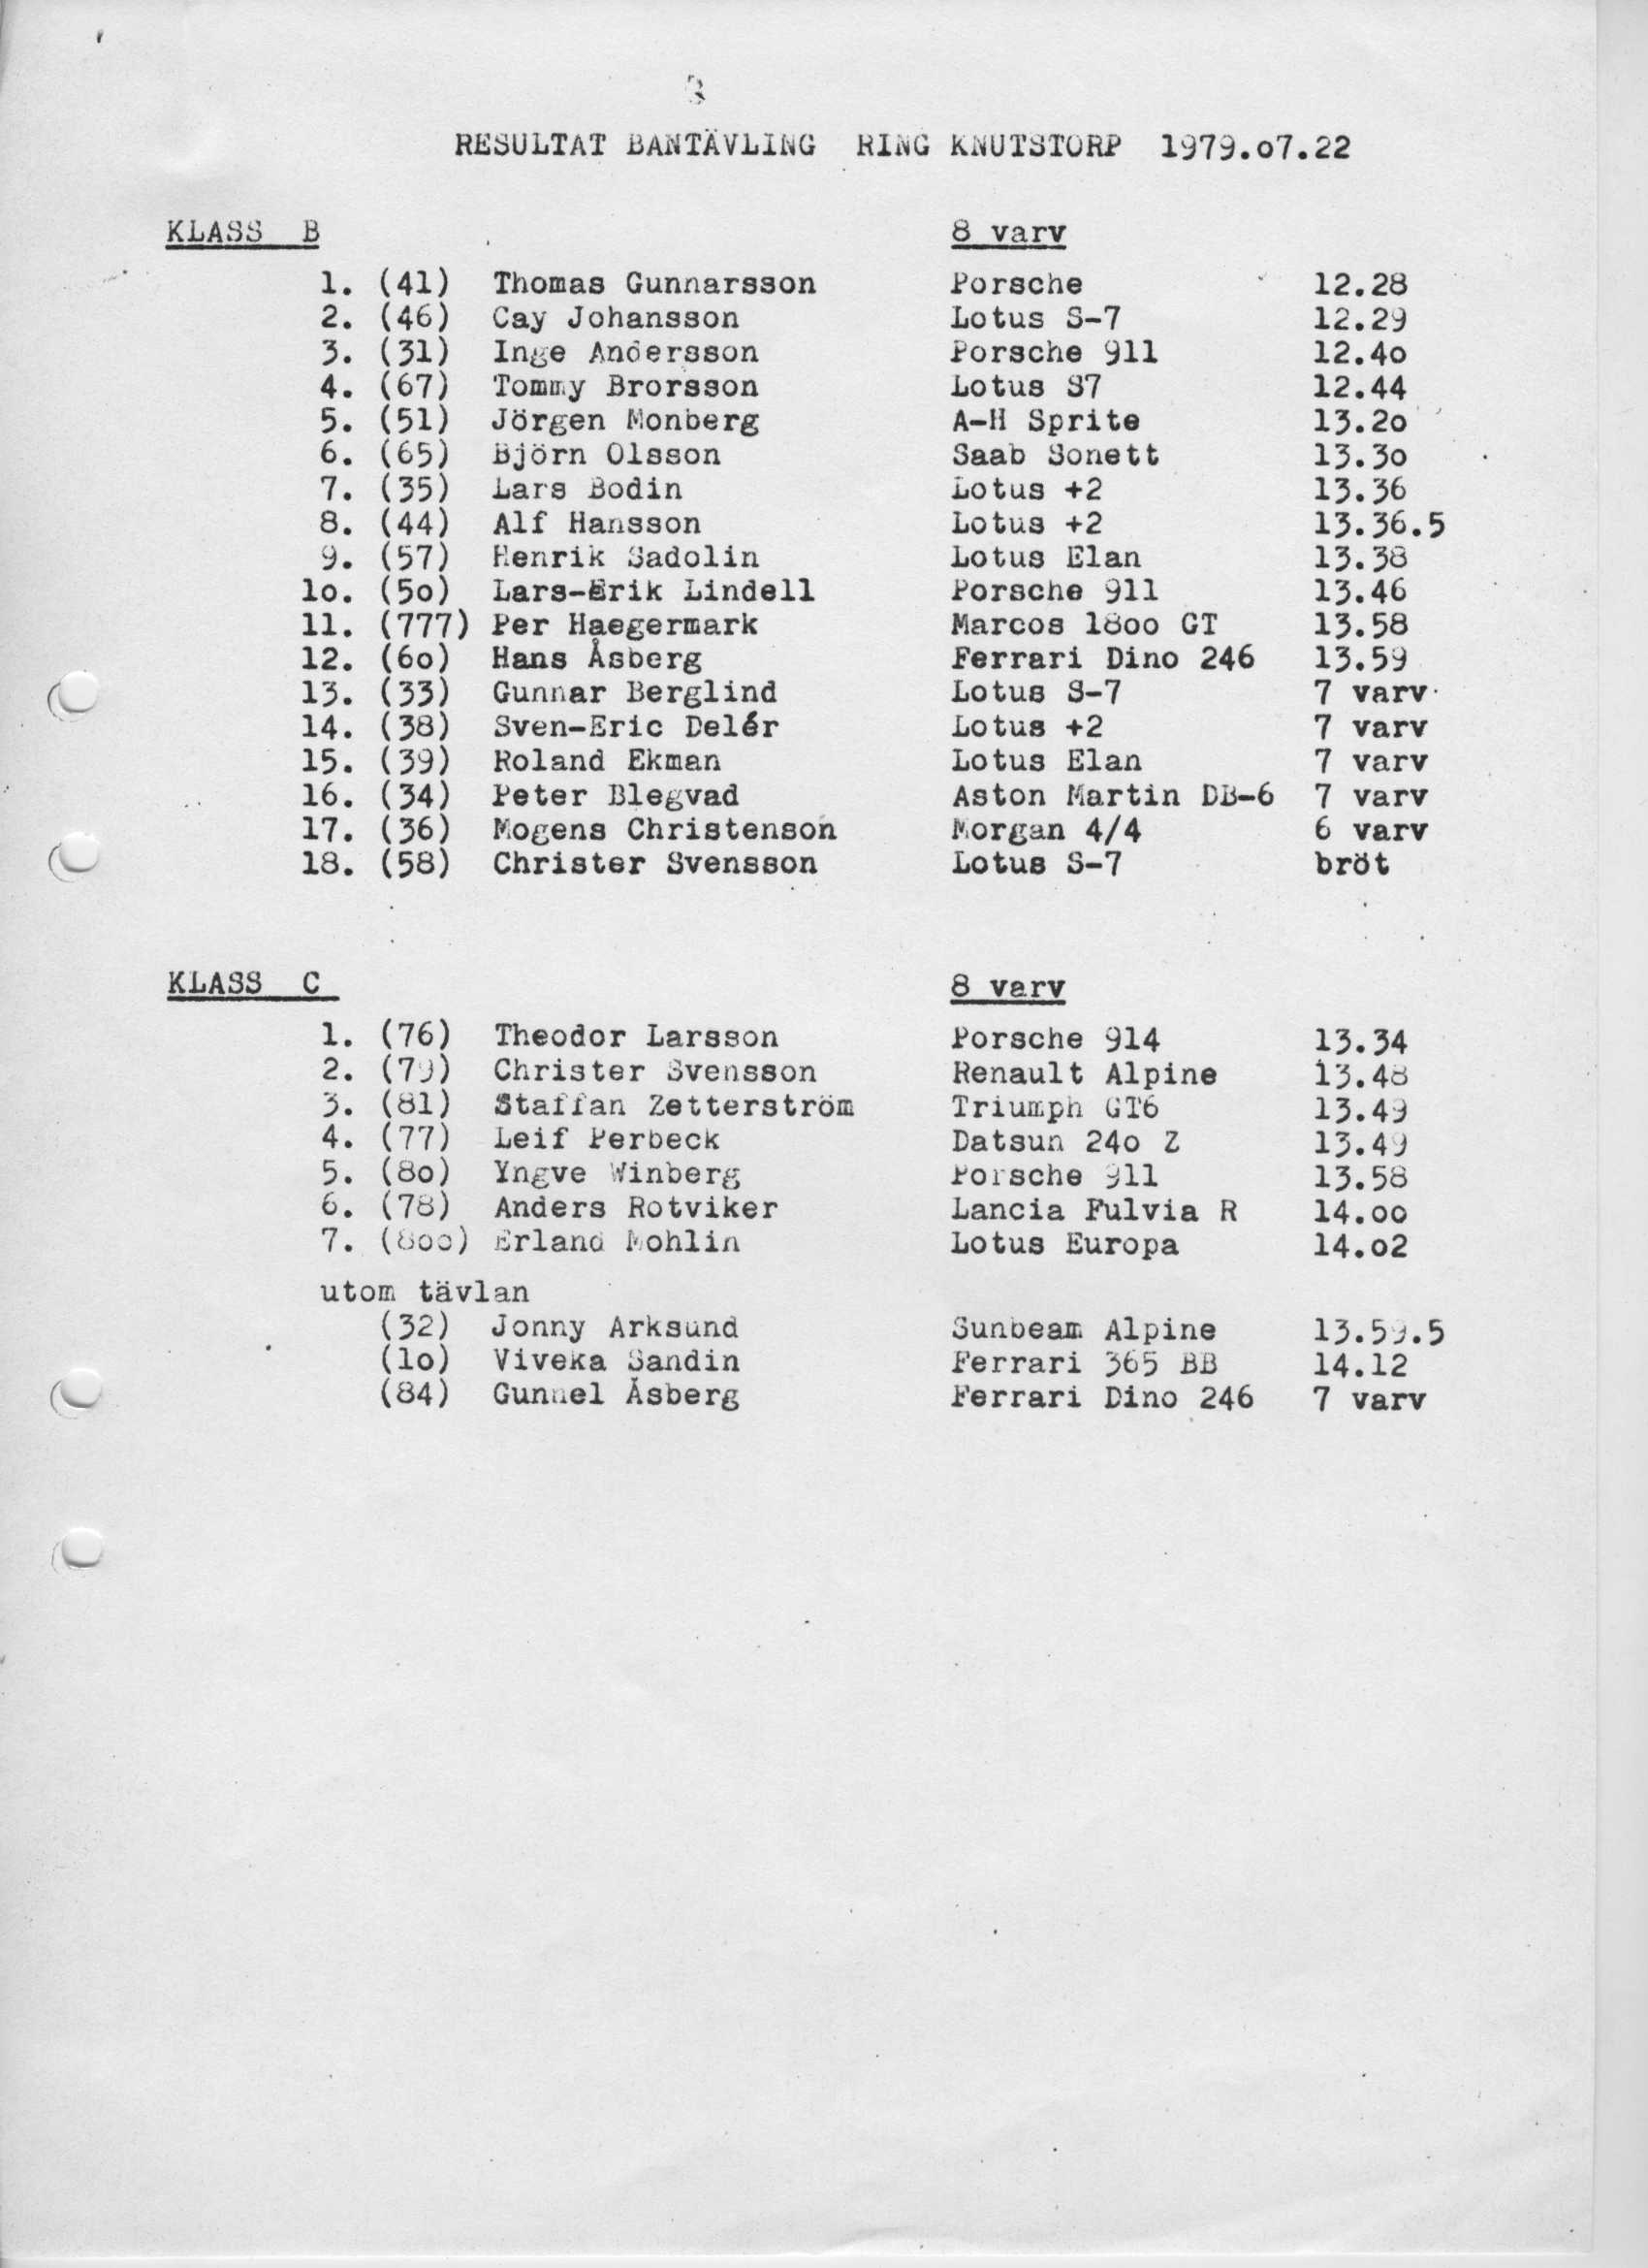 3
RESULTAT BANTÄVLING RING KNUTSTORP 1979.o7.22
KLASS B 8 varv
1. (41) Thomas Gunnarsson Porsche 12.28
2. (46) Cay Johansson Lotus S-7 12.29
3. (31) Inge Andersson Porsche 911 12.4o
4. (67) Tommy Brorsson Lotus S7 12.44
5. (51) Jörgen Monberg A-H Sprite 13.2o
6. (65) Björn Olsson Saab Sonett 13.3o
7. (35) Lars Bodin Lotus +2 13.36
8. (44) Alf Hansson Lotus +2 13.36.5
9. (57) Henrik Sadolin Lotus Elan 13.38
lo. (5o) Lars-Erik Lindell Porsche 911 13.46
11. (777) Per Haegermark Marcos 18oo GT 13.58
12. (6o) Hans Åsberg Ferrari Dino 246 13.59
13. (33) Gunnar Berglind Lotus S-7 7 varv
14. (38) Sven-Eric Delér Lotus +2 7 varv
15. (39) Roland Ekman Lotus Elan 7 varv
16. (34) Peter Blegvad Aston Martin DB-6 7 varv
17. (36) Mogens Christenson Morgan 4/4 6 varv
18. (58) Christer Svensson Lotus S-7 bröt
KLASS C 8 varv
1. (76) Theodor Larsson Porsche 914 13.34
2. (79) Christer Svensson Renault Alpine 13.48
3. (81) Staffan Zetterström Triumph GT6 13.49
4. (77) Leif Perbeck Datsun 24o Z 13.49
5. (8o) Yngve Winberg Porsche 911 13.58
6. (78) Anders Rotviker Lancia Fulvia R 14.oo
7. (8oo) Erland Mohlin Lotus Europa 14.o2
utom tävlan
(32) Jonny Arksund Sunbeam Alpine 13.59.5
(lo) Viveka Sandin Ferrari 365 BB 14.12
(84) Gunnel Åsberg Ferrari Dino 246 7 varv